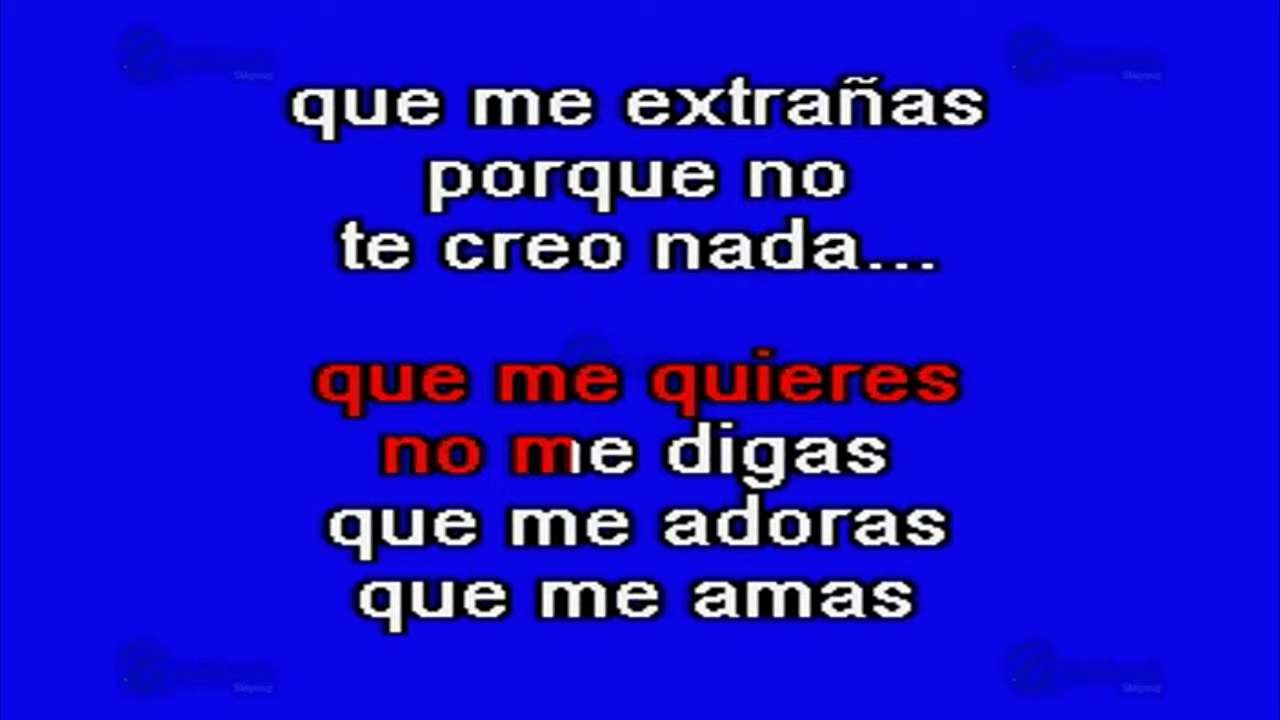 que me extrañas
porque no
te creo nada...
que me quieres
no me digas
que me adoras
que me amas